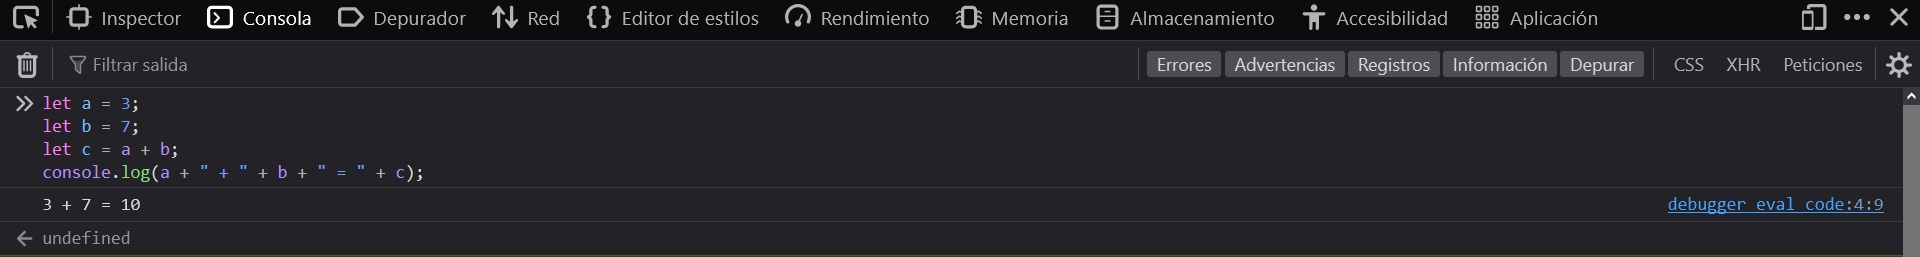 Inspector Consola Depurador Red Editor de estilos Rendimiento Memoria Almacenamiento Accesibilidad Aplicación
Filtrar salida Errores Advertencias Registros Información Depurar CSS XHR Peticiones
let a = 3;
let b = 7;
let c = a + b;
console.log(a + " + " + b + " = " + c);
3 + 7 = 10 debugger eval code:4:9
undefined